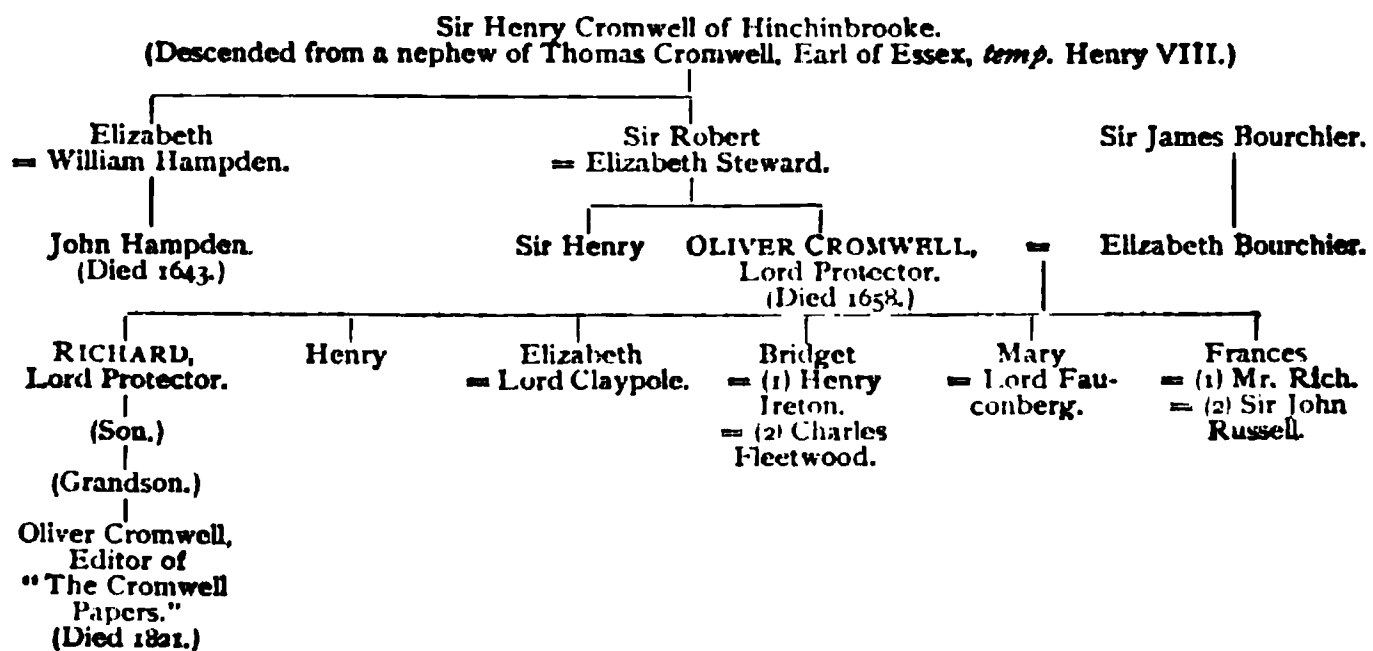 Sir Henry Cromwell of Hinchinbrooke.
(Descended from a nephew of Thomas Cromwell, Earl of Essex, temp. Henry VIII.)
Elizabeth
= William Hampden.
Sir Robert
= Elizabeth Steward.
Sir James Bourchier.
John Hampden.
(Died 1643.)
Sir Henry
OLIVER CROMWELL,
Lord Protector.
(Died 1658.)
=
Elizabeth Bourchier.
RICHARD,
Lord Protector.
(Son.)
(Grandson.)
Oliver Cromwell,
Editor of
"The Cromwell
Papers."
(Died 1821.)
Henry
Elizabeth
= Lord Claypole.
Bridget
= (1) Henry
Ireton.
= (2) Charles
Fleetwood.
Mary
= Lord Fau-
conberg.
Frances
= (1) Mr. Rich.
= (2) Sir John
Russell.